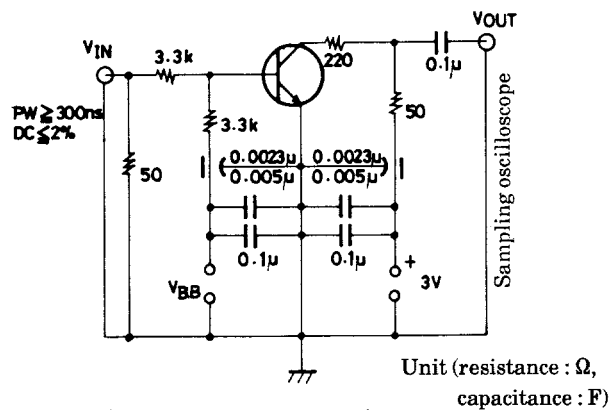 VIN
3.3k
220
0.1μ
VOUT
PW≧300ns
DC≦2%
50
3.3k
50
0.0023μ 0.0023μ
0.005μ 0.005μ
0.1μ 0.1μ
VBB
+
3V
Sampling oscilloscope
Unit (resistance : Ω,
capacitance : F)